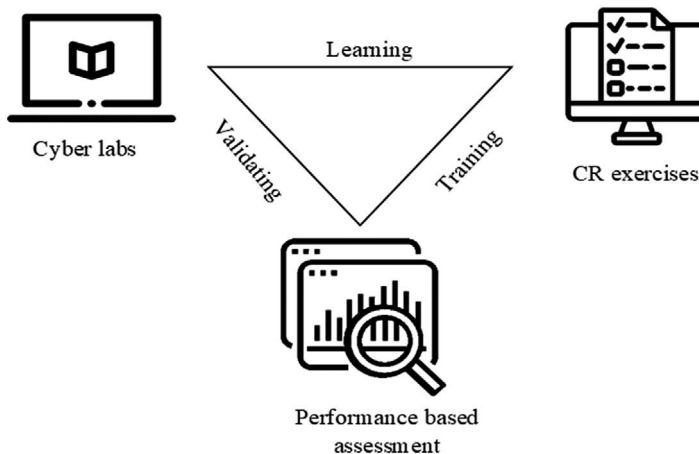 Learning
Validating
Training
Cyber labs
CR exercises
Performance based
assessment